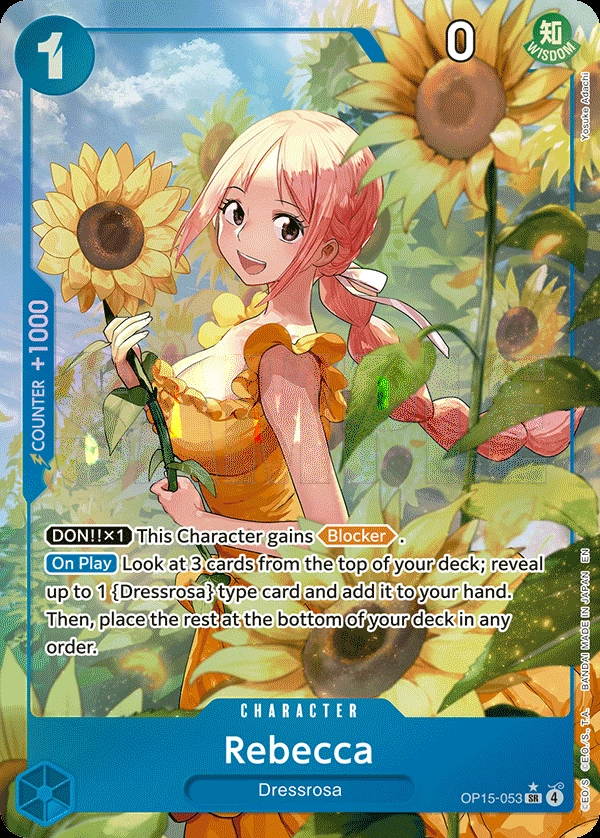 1
0
知
WISDOM
Yosuke Adachi
COUNTER +1000
DON!!×1 This Character gains Blocker.
On Play Look at 3 cards from the top of your deck; reveal
up to 1 {Dressrosa} type card and add it to your hand.
Then, place the rest at the bottom of your deck in any
order.
CHARACTER
Rebecca
Dressrosa
OP15-053 SR 4
©E.O/S ©E.O./S.,T.A. BANDAI MADE IN JAPAN EN